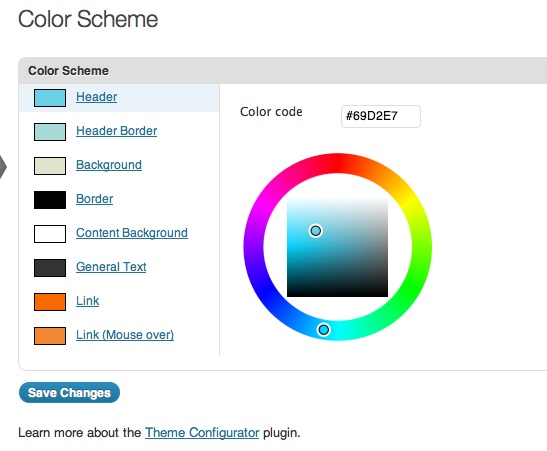 Color Scheme
Color Scheme
Header
Color code
#69D2E7
Header Border
Background
Border
Content Background
General Text
Link
Link (Mouse over)
Save Changes
Learn more about the Theme Configurator plugin.